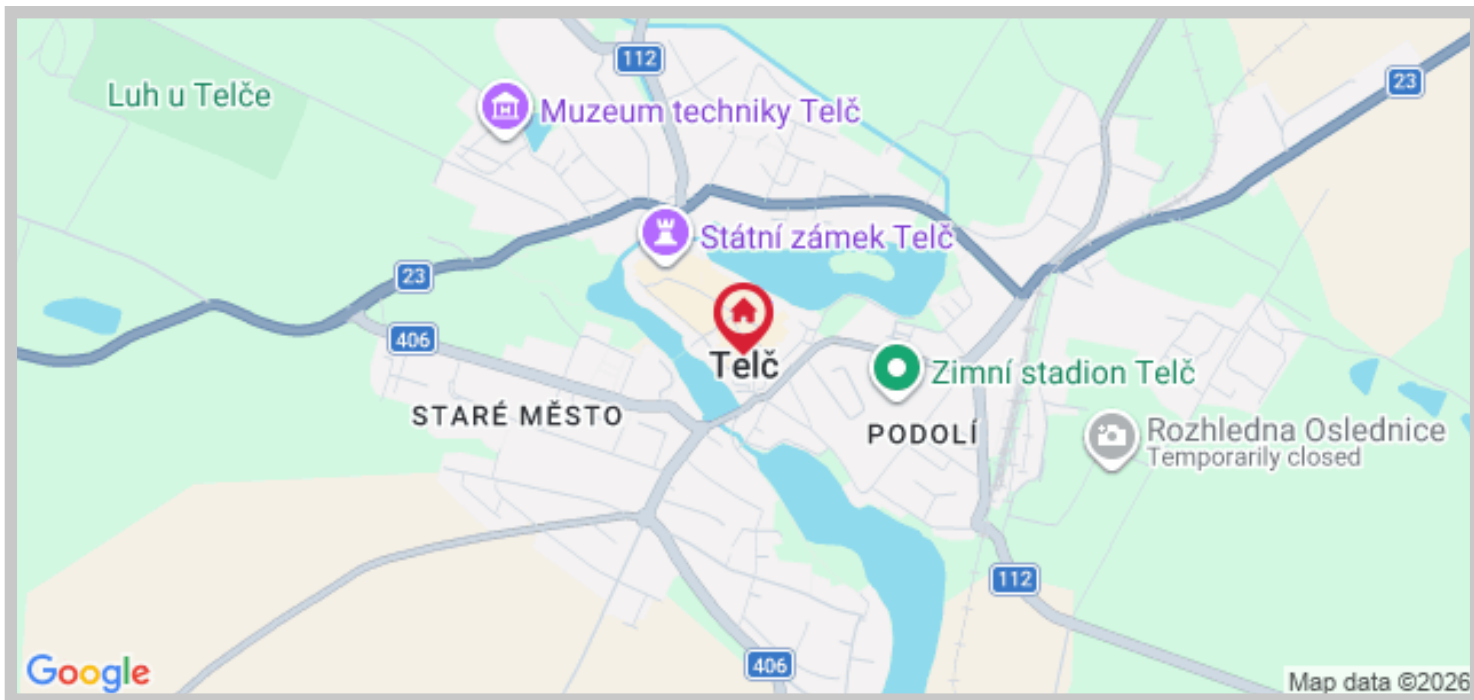 112
23
Luh u Telče
Muzeum techniky Telč
Státní zámek Telč
23
406
Telč
Zimní stadion Telč
STARÉ MĚSTO
PODOLÍ
Rozhledna Oslednice
Temporarily closed
112
406
Google
Map data ©2026